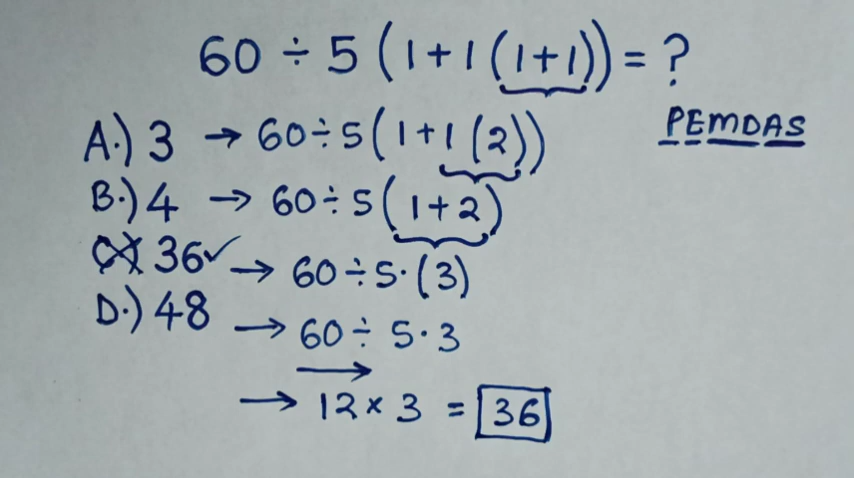 60 ÷ 5 (1+1 (1+1)) = ?
PEMDAS
A.) 3 → 60÷5(1+1(2))
B.) 4 → 60÷5(1+2)
C.) 36✓ → 60÷5·(3)
D.) 48 → 60÷ 5·3
→ 12 × 3 = 36